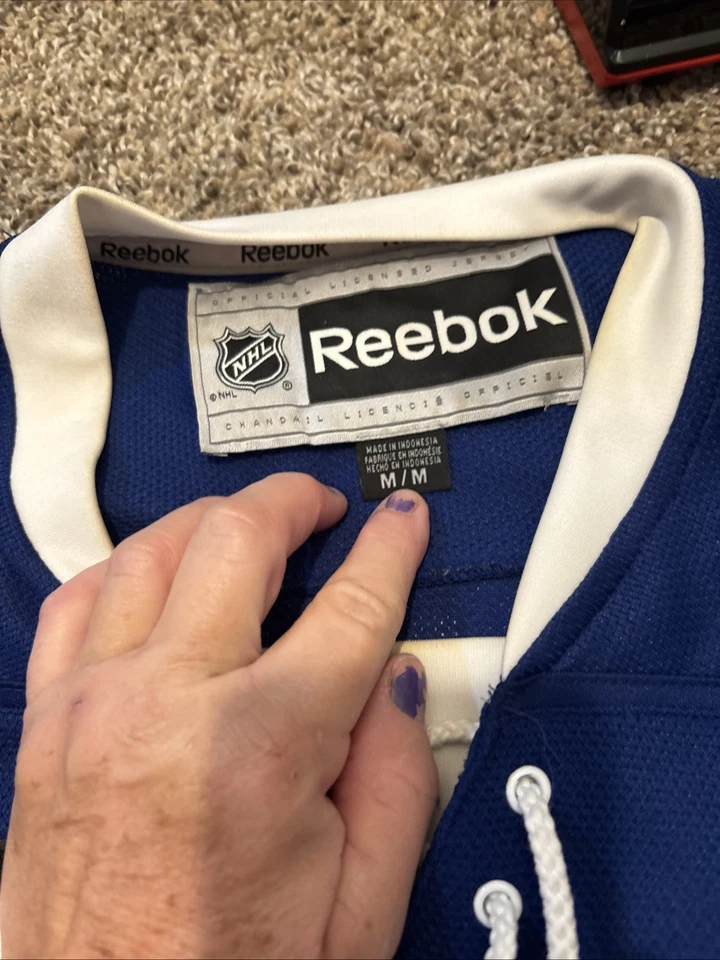 Reebok Reebok
OFFICIAL LICENSED JERSEY
NHL
®
Reebok
©NHL
CHANDAIL LICENCIÉ OFFICIEL
MADE IN INDONESIA
FABRIQUÉ EN INDONÉSIE
HECHO EN INDONESIA
M/M